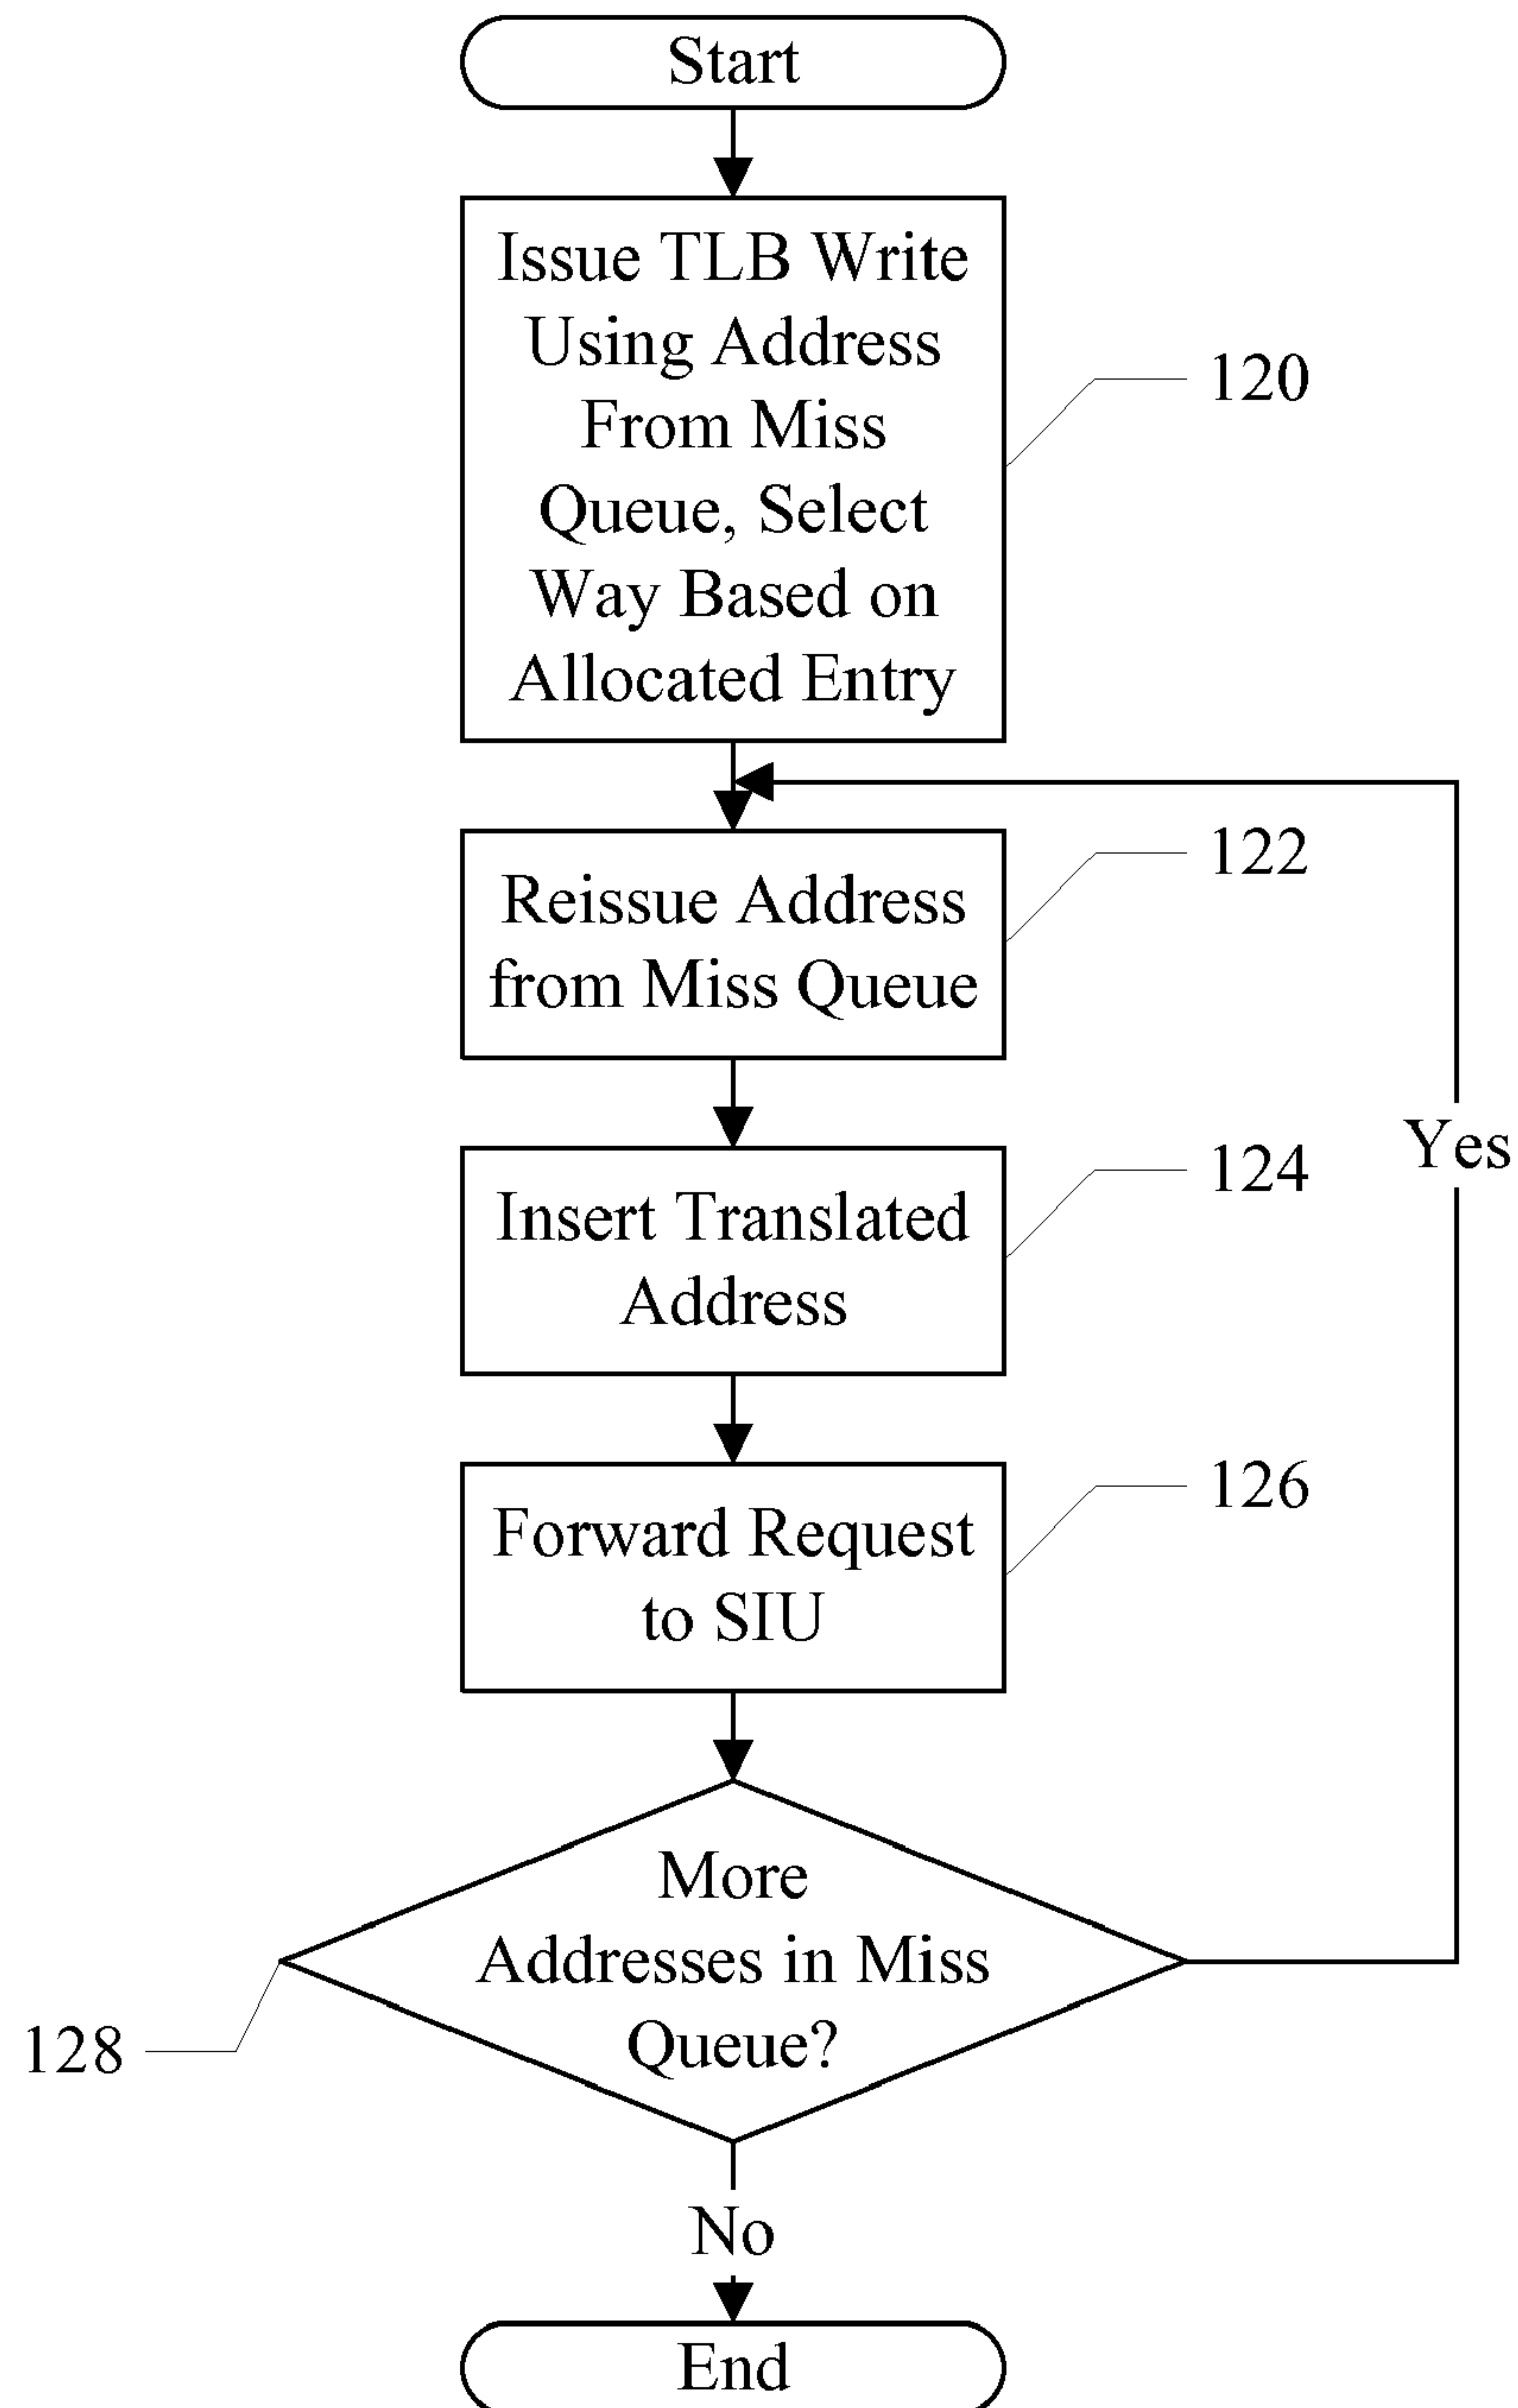 Start
Issue TLB Write
Using Address
From Miss
Queue, Select
Way Based on
Allocated Entry
120
Reissue Address
from Miss Queue
122
Insert Translated
Address
124
Yes
Forward Request
to SIU
126
More
Addresses in Miss
Queue?
128
No
End